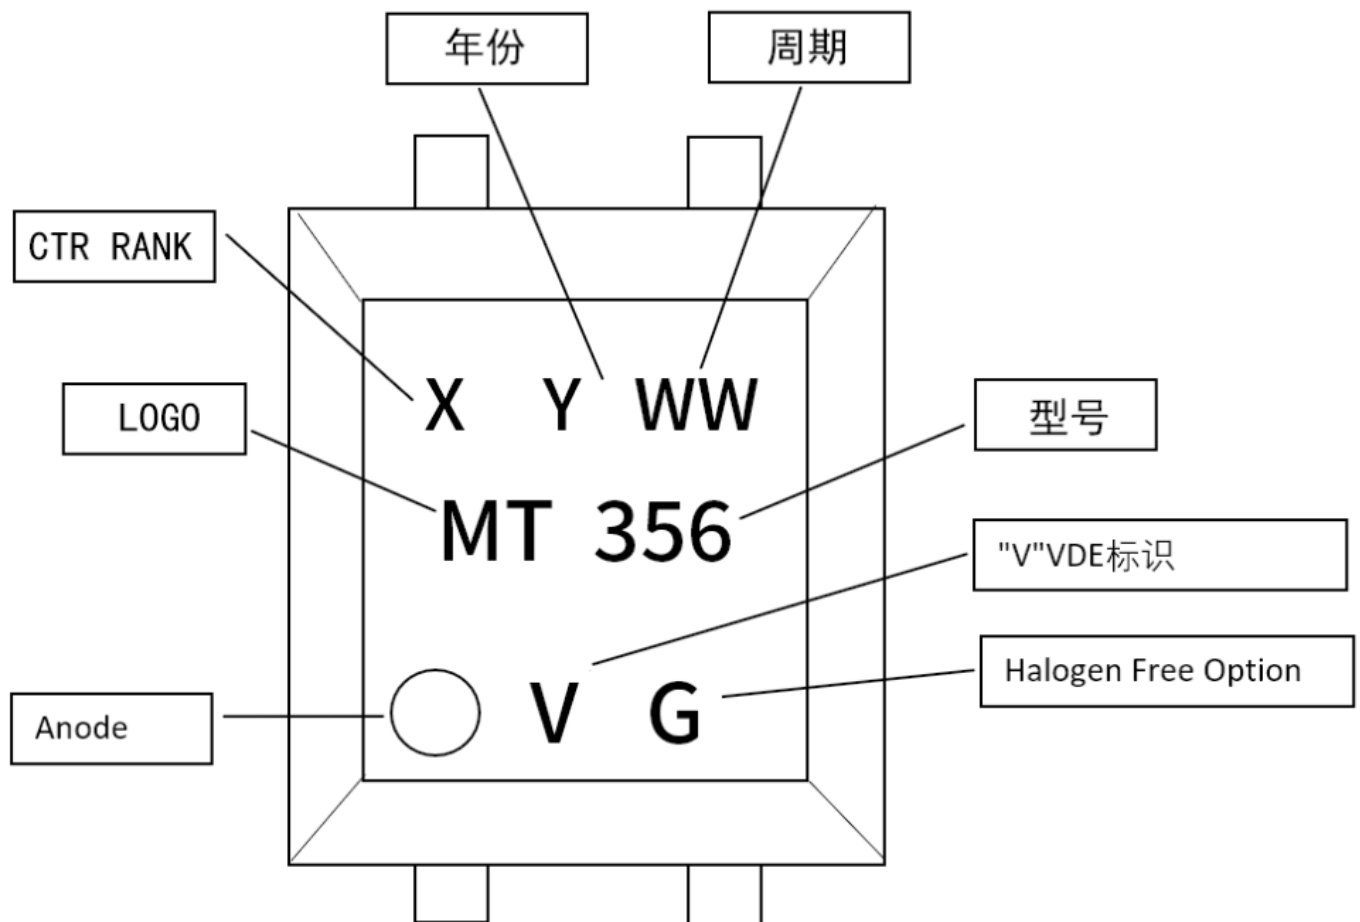 年份
周期
CTR RANK
X Y WW
LOGO
型号
MT 356
"V"VDE标识
Halogen Free Option
Anode
V G